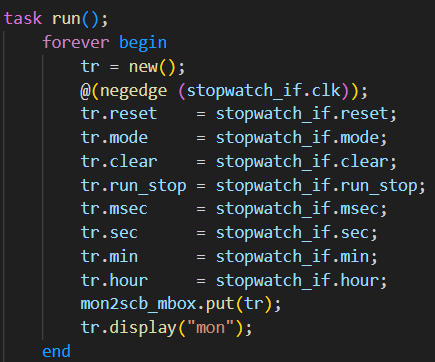 task run();
    forever begin
        tr = new();
        @(negedge (stopwatch_if.clk));
        tr.reset    = stopwatch_if.reset;
        tr.mode     = stopwatch_if.mode;
        tr.clear    = stopwatch_if.clear;
        tr.run_stop = stopwatch_if.run_stop;
        tr.msec     = stopwatch_if.msec;
        tr.sec      = stopwatch_if.sec;
        tr.min      = stopwatch_if.min;
        tr.hour     = stopwatch_if.hour;
        mon2scb_mbox.put(tr);
        tr.display("mon");
    end